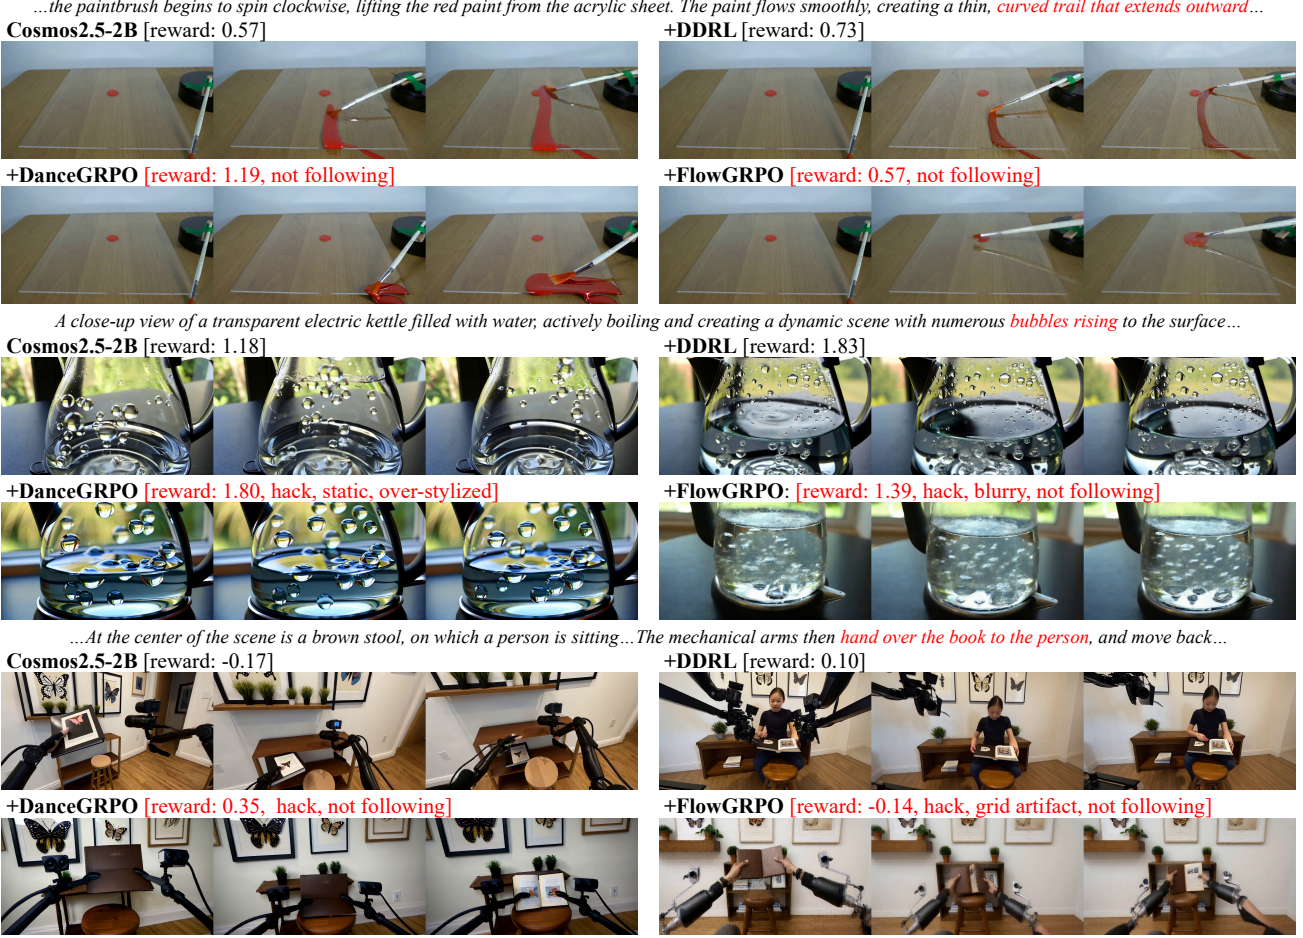 …the paintbrush begins to spin clockwise, lifting the red paint from the acrylic sheet. The paint flows smoothly, creating a thin, curved trail that extends outward…
Cosmos2.5-2B [reward: 0.57]
+DDRL [reward: 0.73]
+DanceGRPO [reward: 1.19, not following]
+FlowGRPO [reward: 0.57, not following]
A close-up view of a transparent electric kettle filled with water, actively boiling and creating a dynamic scene with numerous bubbles rising to the surface…
Cosmos2.5-2B [reward: 1.18]
+DDRL [reward: 1.83]
+DanceGRPO [reward: 1.80, hack, static, over-stylized]
+FlowGRPO: [reward: 1.39, hack, blurry, not following]
…At the center of the scene is a brown stool, on which a person is sitting…The mechanical arms then hand over the book to the person, and move back…
Cosmos2.5-2B [reward: -0.17]
+DDRL [reward: 0.10]
+DanceGRPO [reward: 0.35, hack, not following]
+FlowGRPO [reward: -0.14, hack, grid artifact, not following]